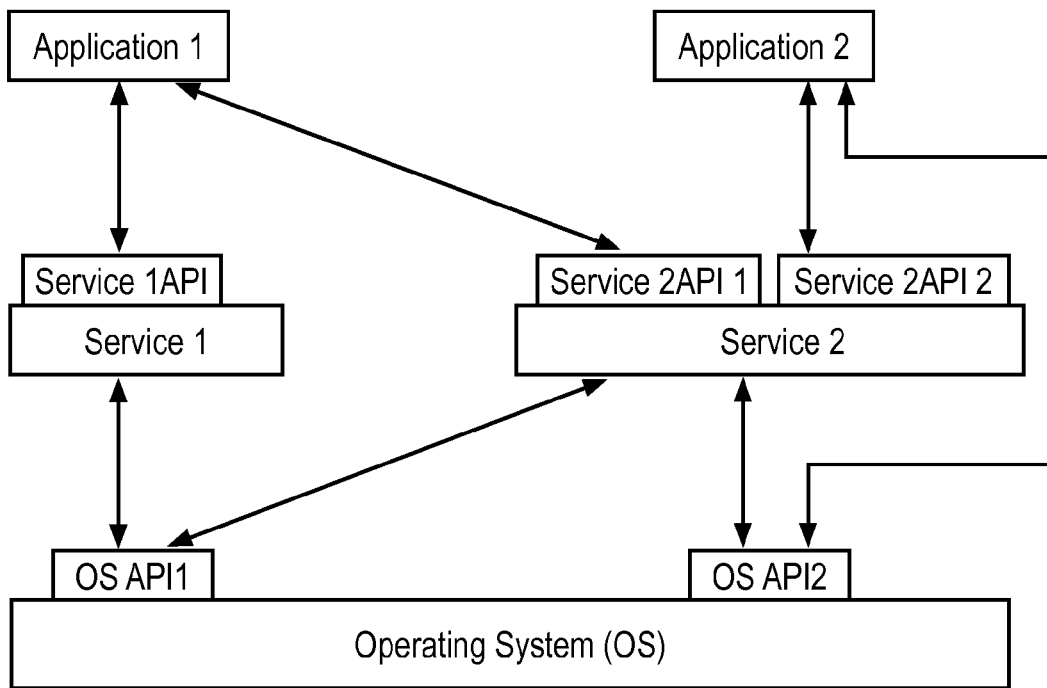 Application 1
Application 2
Service 1API
Service 2API 1
Service 2API 2
Service 1
Service 2
OS API1
OS API2
Operating System (OS)